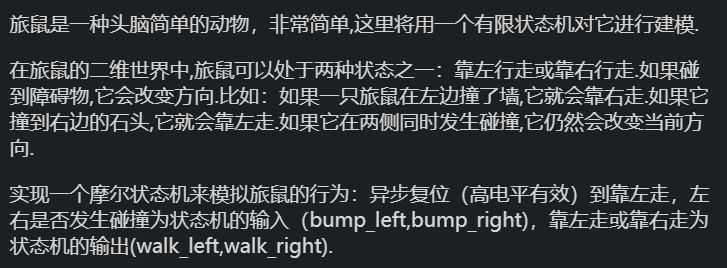 旅鼠是一种头脑简单的动物，非常简单,这里将用一个有限状态机对它进行建模.
在旅鼠的二维世界中,旅鼠可以处于两种状态之一：靠左行走或靠右行走.如果碰
到障碍物,它会改变方向.比如：如果一只旅鼠在左边撞了墙,它就会靠右走.如果它
撞到右边的石头,它就会靠左走.如果它在两侧同时发生碰撞,它仍然会改变当前方
向.
实现一个摩尔状态机来模拟旅鼠的行为：异步复位（高电平有效）到靠左走，左
右是否发生碰撞为状态机的输入（bump_left,bump_right)，靠左走或靠右走为
状态机的输出(walk_left,walk_right).